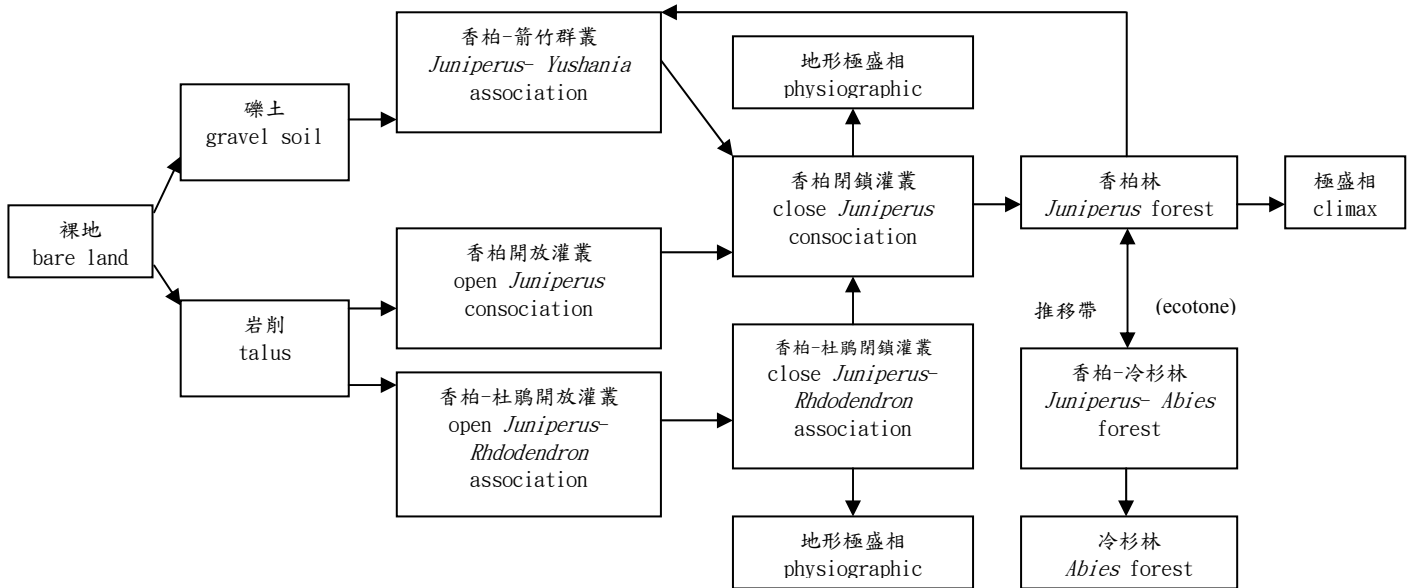 裸地
bare land
礫土
gravel soil
岩削
talus
香柏-箭竹群叢
Juniperus- Yushania
association
香柏開放灌叢
open Juniperus
consociation
香柏-杜鵑開放灌叢
open Juniperus-
Rhdodendron
association
地形極盛相
physiographic
香柏閉鎖灌叢
close Juniperus
consociation
香柏-杜鵑閉鎖灌叢
close Juniperus-
Rhdodendron
association
地形極盛相
physiographic
香柏林
Juniperus forest
推移帶 (ecotone)
香柏-冷杉林
Juniperus- Abies
forest
冷杉林
Abies forest
極盛相
climax